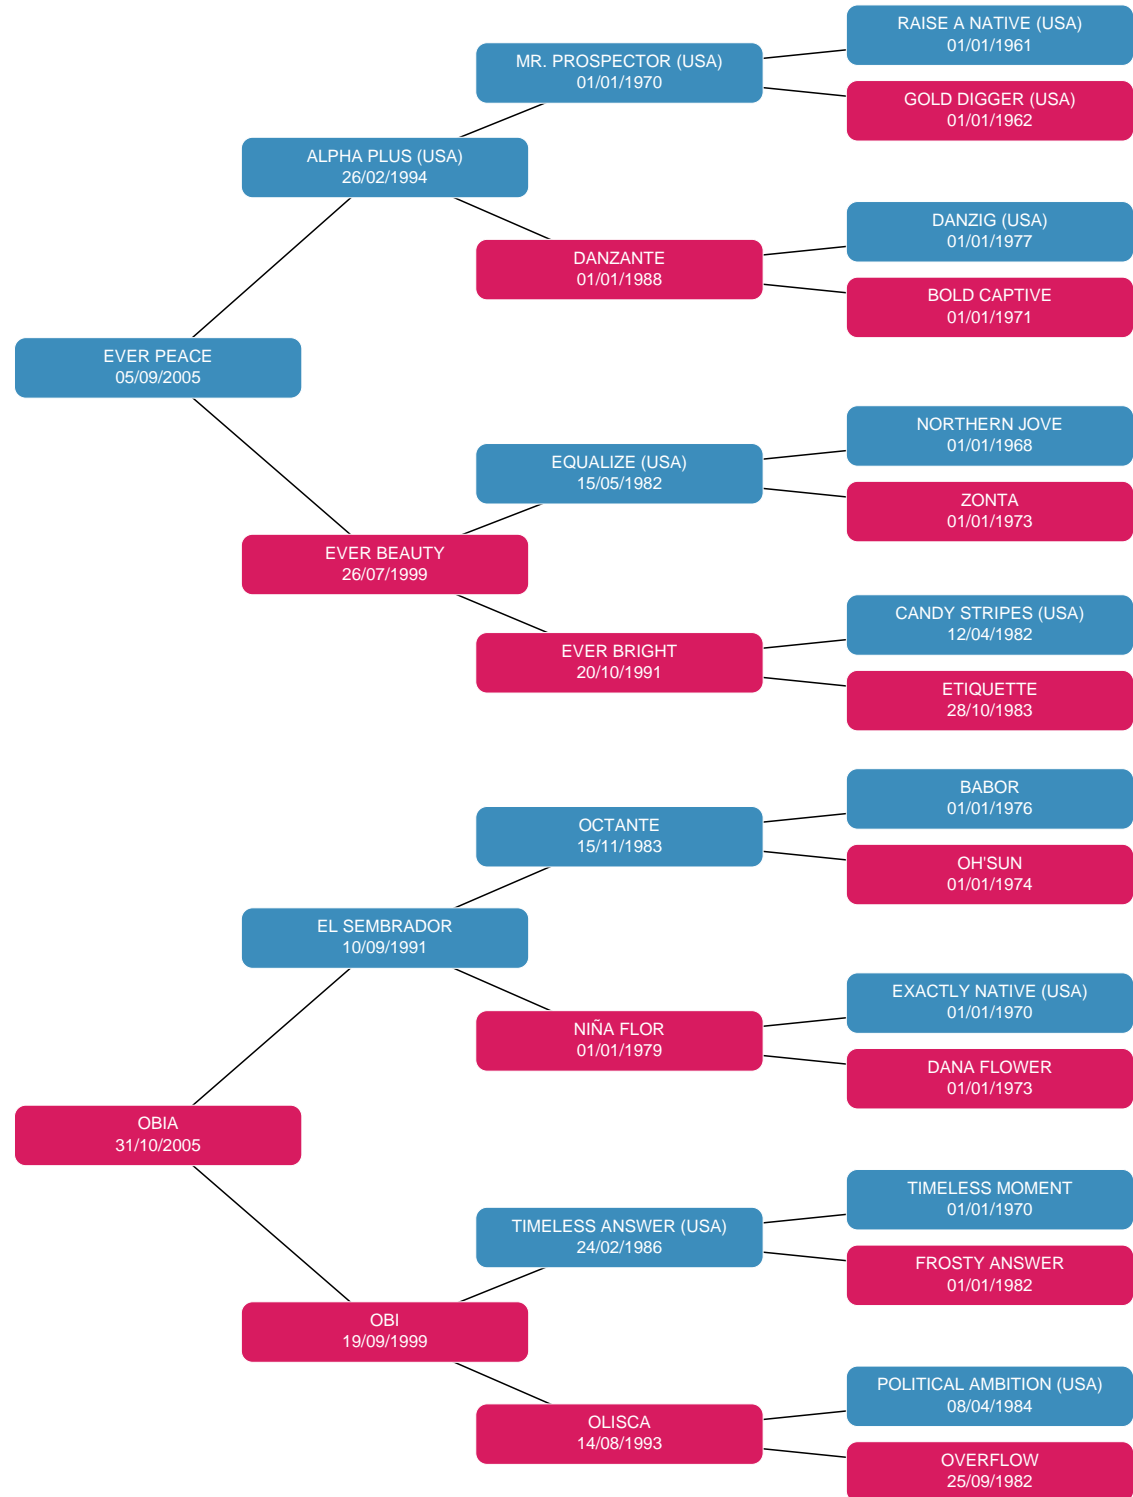 RAISE A NATIVE (USA)
01/01/1961
MR. PROSPECTOR (USA)
01/01/1970
GOLD DIGGER (USA)
01/01/1962
ALPHA PLUS (USA)
26/02/1994
DANZIG (USA)
01/01/1977
DANZANTE
01/01/1988
BOLD CAPTIVE
01/01/1971
EVER PEACE
05/09/2005
NORTHERN JOVE
01/01/1968
EQUALIZE (USA)
15/05/1982
ZONTA
01/01/1973
EVER BEAUTY
26/07/1999
CANDY STRIPES (USA)
12/04/1982
EVER BRIGHT
20/10/1991
ETIQUETTE
28/10/1983
BABOR
01/01/1976
OCTANTE
15/11/1983
OH'SUN
01/01/1974
EL SEMBRADOR
10/09/1991
EXACTLY NATIVE (USA)
01/01/1970
NIÑA FLOR
01/01/1979
DANA FLOWER
01/01/1973
OBIA
31/10/2005
TIMELESS MOMENT
01/01/1970
TIMELESS ANSWER (USA)
24/02/1986
FROSTY ANSWER
01/01/1982
OBI
19/09/1999
POLITICAL AMBITION (USA)
08/04/1984
OLISCA
14/08/1993
OVERFLOW
25/09/1982